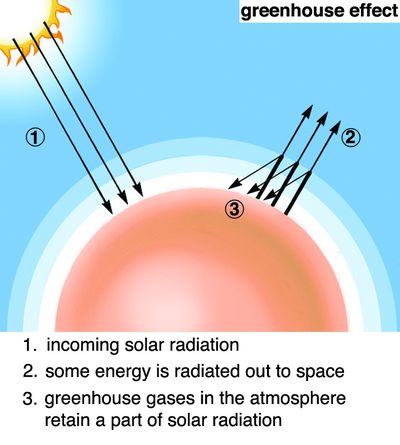 greenhouse effect
1
2
3
1. incoming solar radiation
2. some energy is radiated out to space
3. greenhouse gases in the atmosphere
retain a part of solar radiation